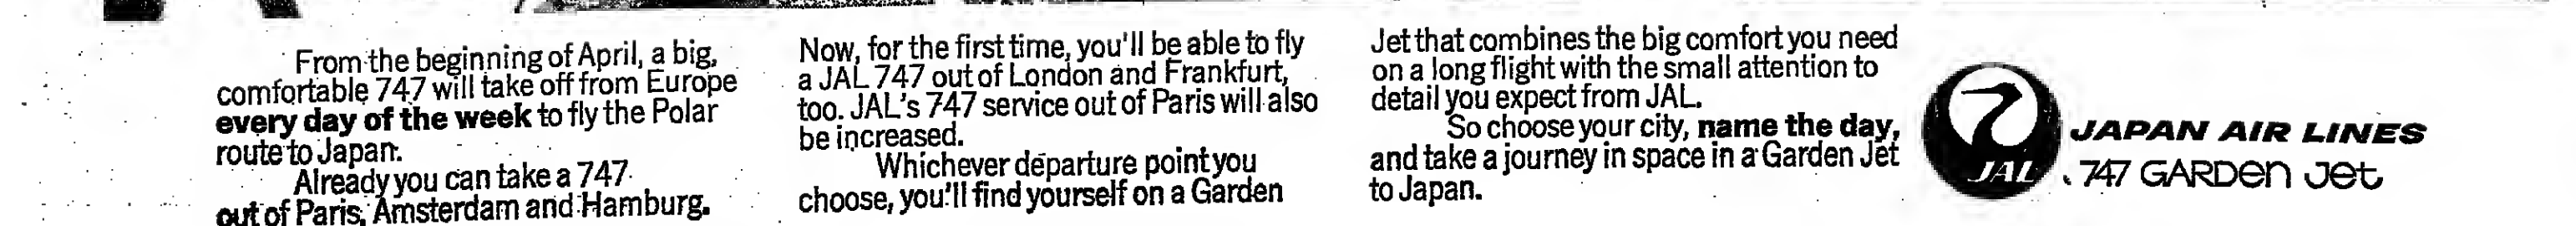 From the beginning of April, a big,
comfortable 747 will take off from Europe
every day of the week to fly the Polar
route to Japan.
Already you can take a 747
out of Paris, Amsterdam and Hamburg.
Now, for the first time, you'll be able to fly
a JAL 747 out of London and Frankfurt,
too. JAL's 747 service out of Paris will also
be increased.
Whichever departure point you
choose, you'll find yourself on a Garden
Jet that combines the big comfort you need
on a long flight with the small attention to
detail you expect from JAL.
So choose your city, name the day,
and take a journey in space in a Garden Jet
to Japan.
JAL
JAPAN AIR LINES
747 GARDEN Jet